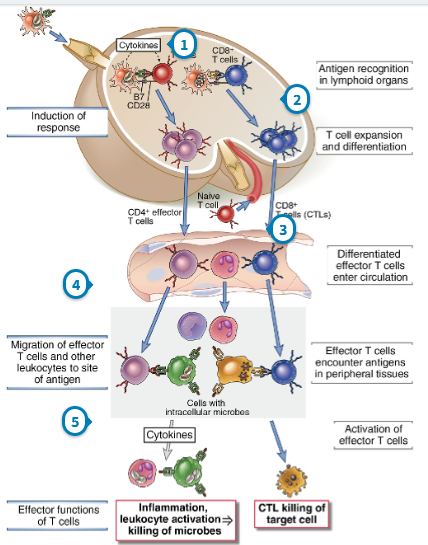 Cytokines
1
CD8+
T cells
Antigen recognition
in lymphoid organs
B7
CD28
2
Induction of
response
T cell expansion
and differentiation
Naive
T cell
CD4+ effector
T cells
CD8+
T cells (CTLs)
3
4
Differentiated
effector T cells
enter circulation
Migration of effector
T cells and other
leukocytes to site
of antigen
Effector T cells
encounter antigens
in peripheral tissues
Cells with
intracellular microbes
5
Cytokines
Activation of
effector T cells
Effector functions
of T cells
Inflammation,
leukocyte activation⇒
killing of microbes
CTL killing of
target cell